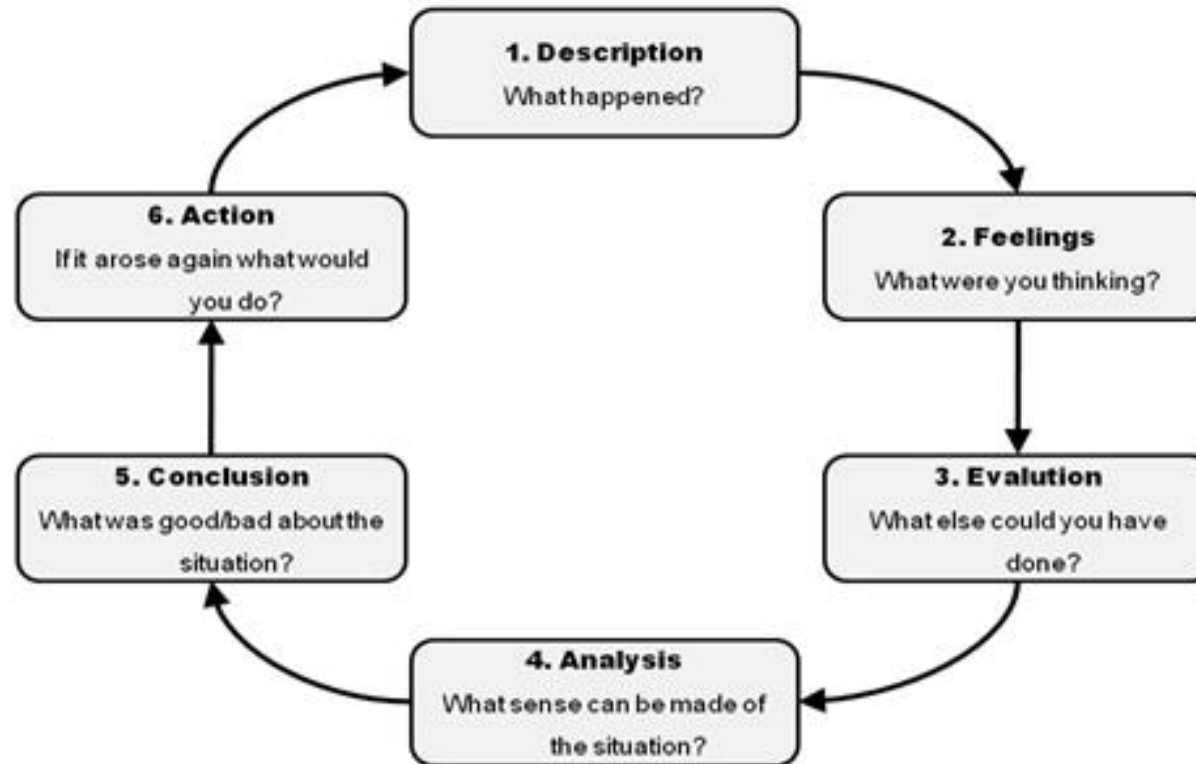 1. Description
What happened?
2. Feelings
What were you thinking?
3. Evalution
What else could you have
done?
4. Analysis
What sense can be made of
the situation?
5. Conclusion
What was good/bad about the
situation?
6. Action
If it arose again what would
you do?